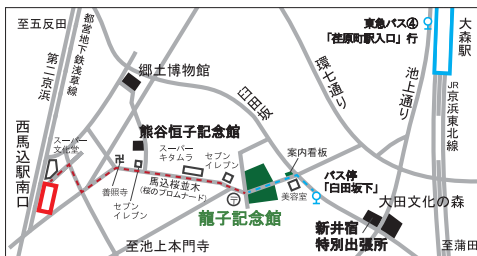 至五反田
都営地下鉄浅草線
第二京浜
郷土博物館
東急バス④
「荏原町駅入口」行
大森駅
環七通り
池上通り
JR京浜東北線
臼田坂
熊谷恒子記念館
西馬込駅南口
スーパー
文化堂
スーパー
キタムラ
セブン
イレブン
案内看板
バス停
「臼田坂下」
卍
善照寺
セブン
イレブン
馬込桜並木
(桜のプロムナード)
〒
美容室
大田文化の森
龍子記念館
新井宿
特別出張所
至池上本門寺
至蒲田